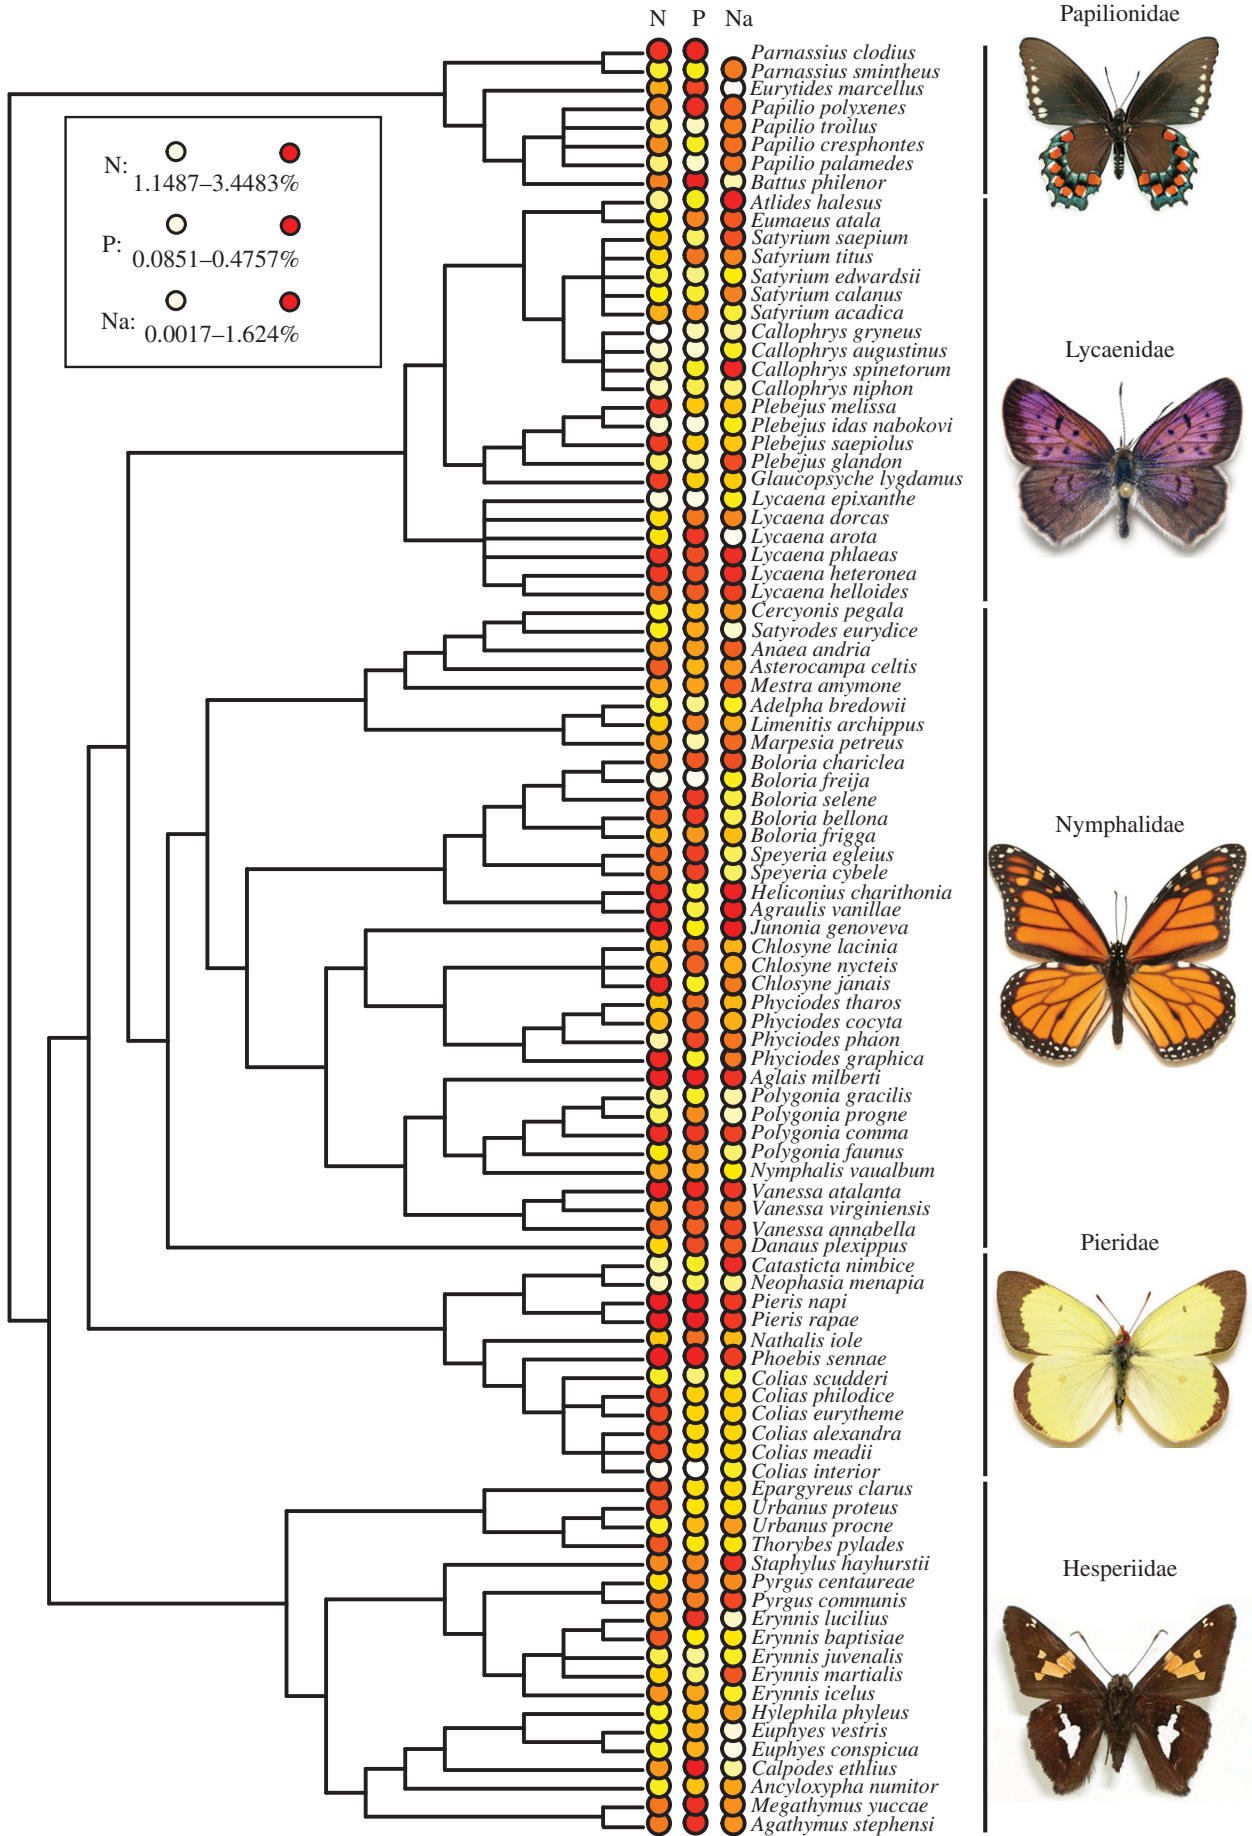 N P Na
Papilionidae
Parnassius clodius
Parnassius smintheus
Eurytides marcellus
Papilio polyxenes
Papilio troilus
Papilio cresphontes
Papilio palamedes
Battus philenor
N:
1.1487–3.4483%
P:
0.0851–0.4757%
Na:
0.0017–1.624%
Lycaenidae
Atlides halesus
Eumaeus atala
Satyrium saepium
Satyrium titus
Satyrium edwardsii
Satyrium calanus
Satyrium acadica
Callophrys gryneus
Callophrys augustinus
Callophrys spinetorum
Callophrys niphon
Plebejus melissa
Plebejus idas nabokovi
Plebejus saepiolus
Plebejus glandon
Glaucopsyche lygdamus
Lycaena epixanthe
Lycaena dorcas
Lycaena arota
Lycaena phlaeas
Lycaena heteronea
Lycaena helloides
Nymphalidae
Cercyonis pegala
Satyrodes eurydice
Anaea andria
Asterocampa celtis
Mestra amymone
Adelpha bredowii
Limenitis archippus
Marpesia petreus
Boloria chariclea
Boloria freija
Boloria selene
Boloria bellona
Boloria frigga
Speyeria egleius
Speyeria cybele
Heliconius charithonia
Agraulis vanillae
Junonia genoveva
Chlosyne lacinia
Chlosyne nycteis
Chlosyne janais
Phyciodes tharos
Phyciodes cocyta
Phyciodes phaon
Phyciodes graphica
Aglais milberti
Polygonia gracilis
Polygonia progne
Polygonia comma
Polygonia faunus
Nymphalis vaualbum
Vanessa atalanta
Vanessa virginiensis
Vanessa annabella
Danaus plexippus
Pieridae
Catasticta nimbice
Neophasia menapia
Pieris napi
Pieris rapae
Nathalis iole
Phoebis sennae
Colias scudderi
Colias philodice
Colias eurytheme
Colias alexandra
Colias meadii
Colias interior
Hesperiidae
Epargyreus clarus
Urbanus proteus
Urbanus procne
Thorybes pylades
Staphylus hayhurstii
Pyrgus centaureae
Pyrgus communis
Erynnis lucilius
Erynnis baptisiae
Erynnis juvenalis
Erynnis martialis
Erynnis icelus
Hylephila phyleus
Euphyes vestris
Euphyes conspicua
Calpodes ethlius
Ancyloxypha numitor
Megathymus yuccae
Agathymus stephensi